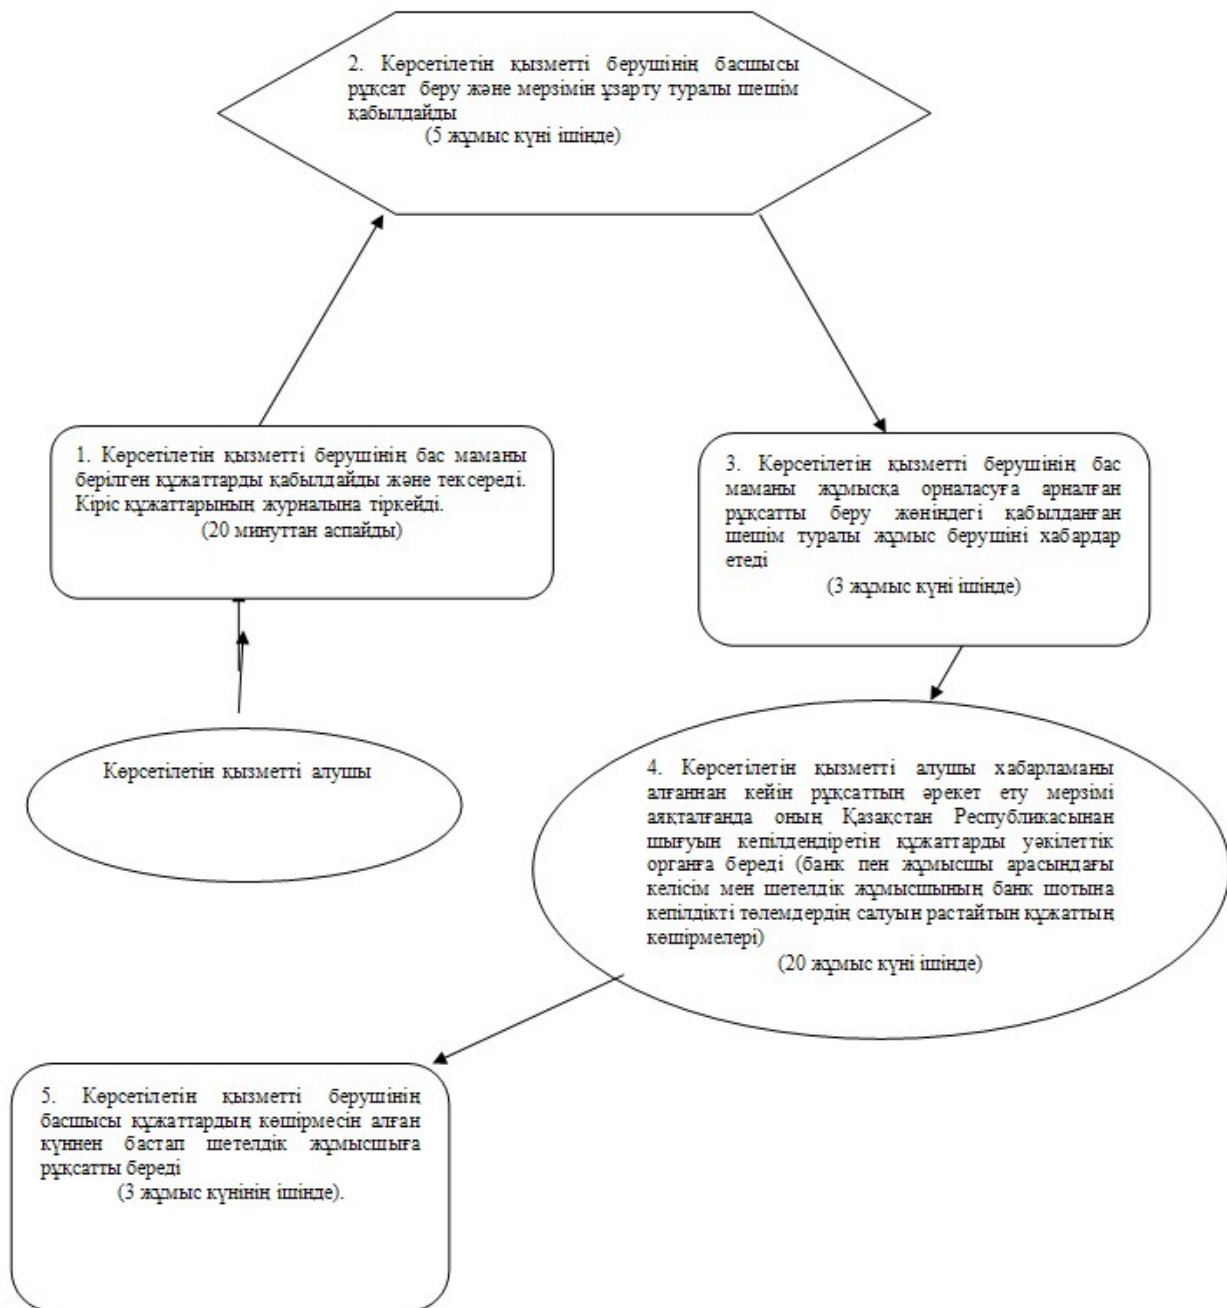 2. Көрсетілетін қызметті берушінің басшысы
рұқсат беру және мерзімін ұзарту туралы шешім
қабылдайды
(5 жұмыс күні ішінде)
1. Көрсетілетін қызметті берушінің бас маманы
берілген құжаттарды қабылдайды және тексереді.
Кіріс құжаттарының журналына тіркейді.
(20 минуттан аспайды)
3. Көрсетілетін қызметті берушінің бас
маманы жұмысқа орналасуға арналған
рұқсатты беру жөніндегі қабылданған
шешім туралы жұмыс берушіні хабардар
етеді
(3 жұмыс күні ішінде)
Көрсетілетін қызметті алушы
4. Көрсетілетін қызметті алушы хабарламаны
алғаннан кейін рұқсаттың әрекет ету мерзімі
аяқталғанда оның Қазақстан Республикасынан
шығуын кепілдендіретін құжаттарды уәкілеттік
органға береді (банк пен жұмысшы арасындағы
келісім мен шетелдік жұмысшының банк шотына
кепілдікті төлемдердің салуын растайтын құжаттың
көшірмелері)
(20 жұмыс күні ішінде)
5. Көрсетілетін қызметті берушінің
басшысы құжаттардың көшірмесін алған
күннен бастап шетелдік жұмысшыға
рұқсатты береді
(3 жұмыс күнінің ішінде).